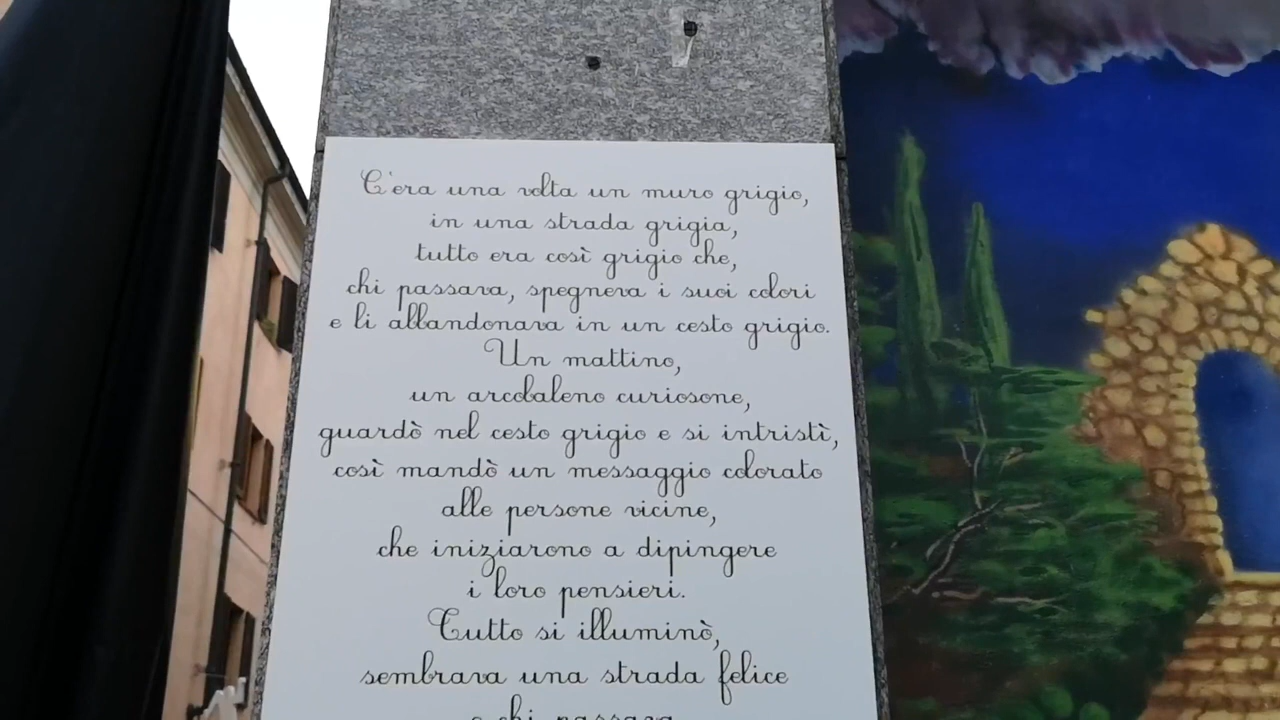 C'era una volta un muro grigio,
in una strada grigia,
tutto era così grigio che,
chi passava, spegneva i suoi colori
e li abbandonava in un cesto grigio.
Un mattino,
un arcobaleno curiosone,
guardò nel cesto grigio e si intristì,
così mandò un messaggio colorato
alle persone vicine,
che iniziarono a dipingere
i loro pensieri.
Tutto si illuminò,
sembrava una strada felice
e chi passava